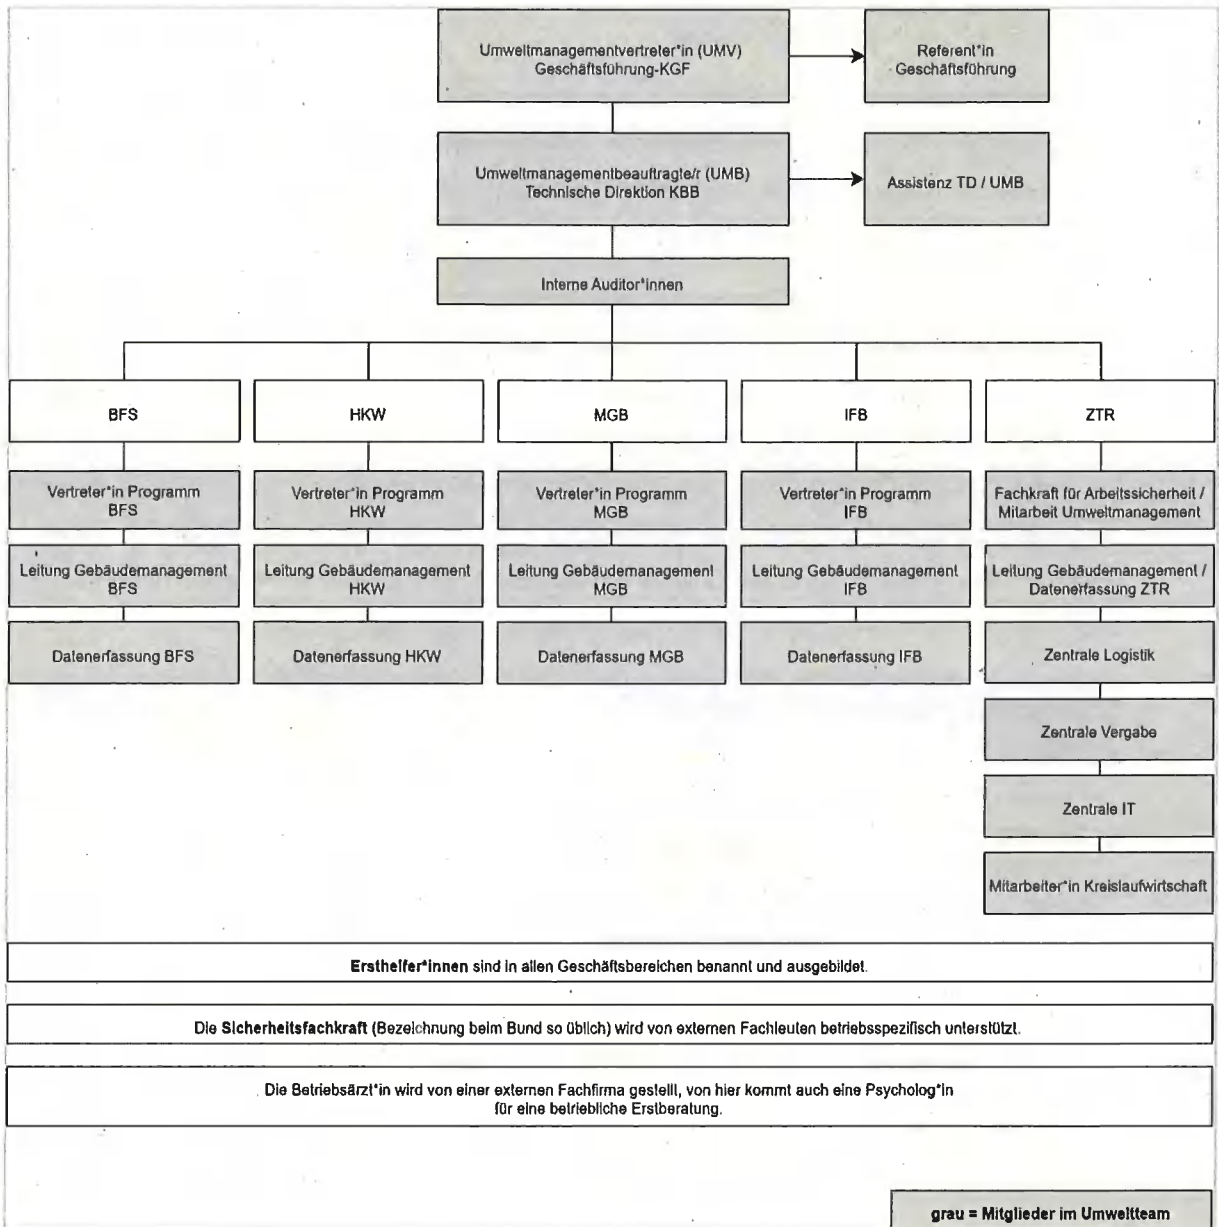 Umweltmanagementvertreter*in (UMV)
Geschäftsführung-KGF
Referent*in
Geschäftsführung
Umweltmanagementbeauftragte/r (UMB)
Technische Direktion KBB
Assistenz TD / UMB
Interne Auditor*innen
BFS
HKW
MGB
IFB
ZTR
Vertreter*in Programm
BFS
Vertreter*in Programm
HKW
Vertreter*in Programm
MGB
Vertreter*in Programm
IFB
Fachkraft für Arbeitssicherheit /
Mitarbeit Umweltmanagement
Leitung Gebäudemanagement
BFS
Leitung Gebäudemanagement
HKW
Leitung Gebäudemanagement
MGB
Leitung Gebäudemanagement
IFB
Leitung Gebäudemanagement /
Datenerfassung ZTR
Datenerfassung BFS
Datenerfassung HKW
Datenerfassung MGB
Datenerfassung IFB
Zentrale Logistik
Zentrale Vergabe
Zentrale IT
Mitarbeiter*in Kreislaufwirtschaft
Ersthelfer*innen sind in allen Geschäftsbereichen benannt und ausgebildet.
Die Sicherheitsfachkraft (Bezeichnung beim Bund so üblich) wird von externen Fachleuten betriebsspezifisch unterstützt.
Die Betriebsärzt*in wird von einer externen Fachfirma gestellt, von hier kommt auch eine Psycholog*in
für eine betriebliche Erstberatung.
grau = Mitglieder im Umweltteam